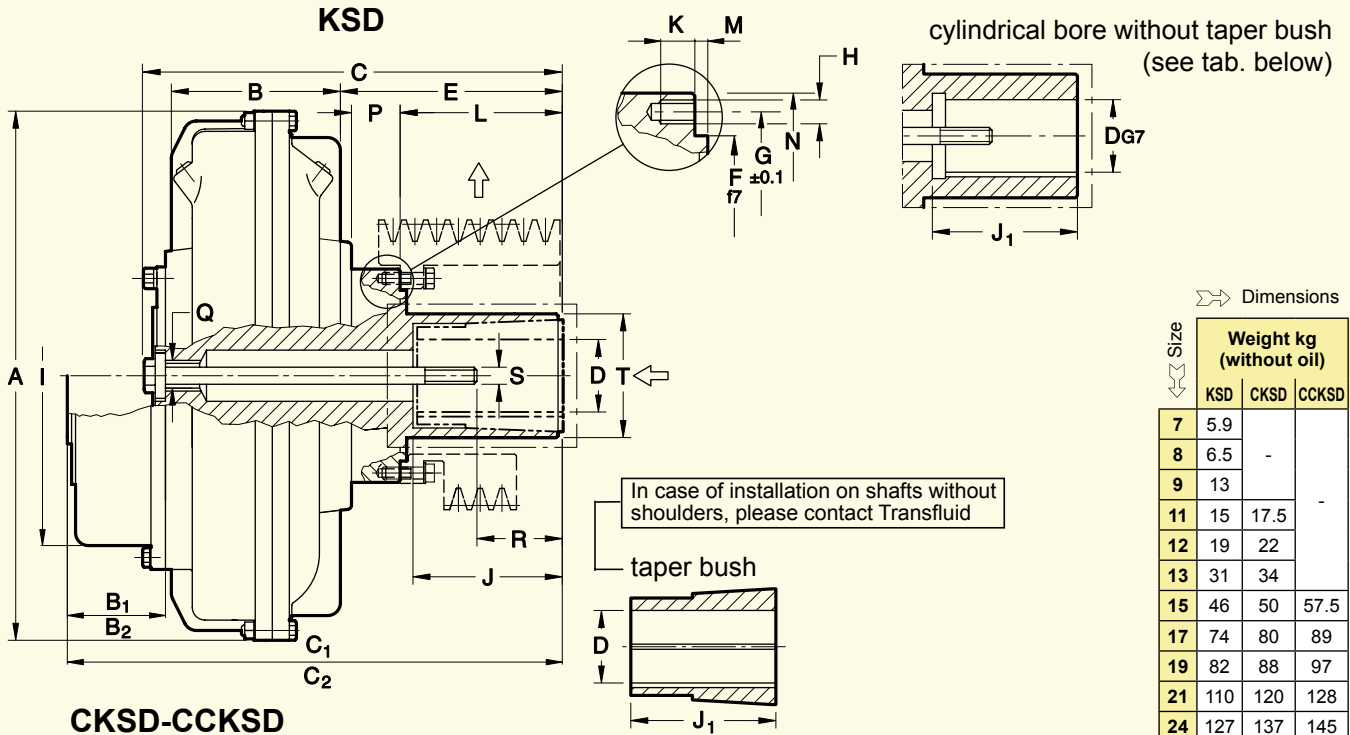 KSD
C
B
E
P
L
K
M
H
N
G
±0.1
F
f7
cylindrical bore without taper bush
(see tab. below)
DG7
J1
A
I
Q
S
D
T
R
J
B1
B2
C1
C2
CKSD-CCKSD
In case of installation on shafts without
shoulders, please contact Transfluid
taper bush
D
J1
Dimensions
Size
Weight kg
(without oil)
KSD CKSD CCKSD
7 5.9 - -
8 6.5
9 13
11 15 17.5
12 19 22
13 31 34
15 46 50 57.5
17 74 80 89
19 82 88 97
21 110 120 128
24 127 137 145